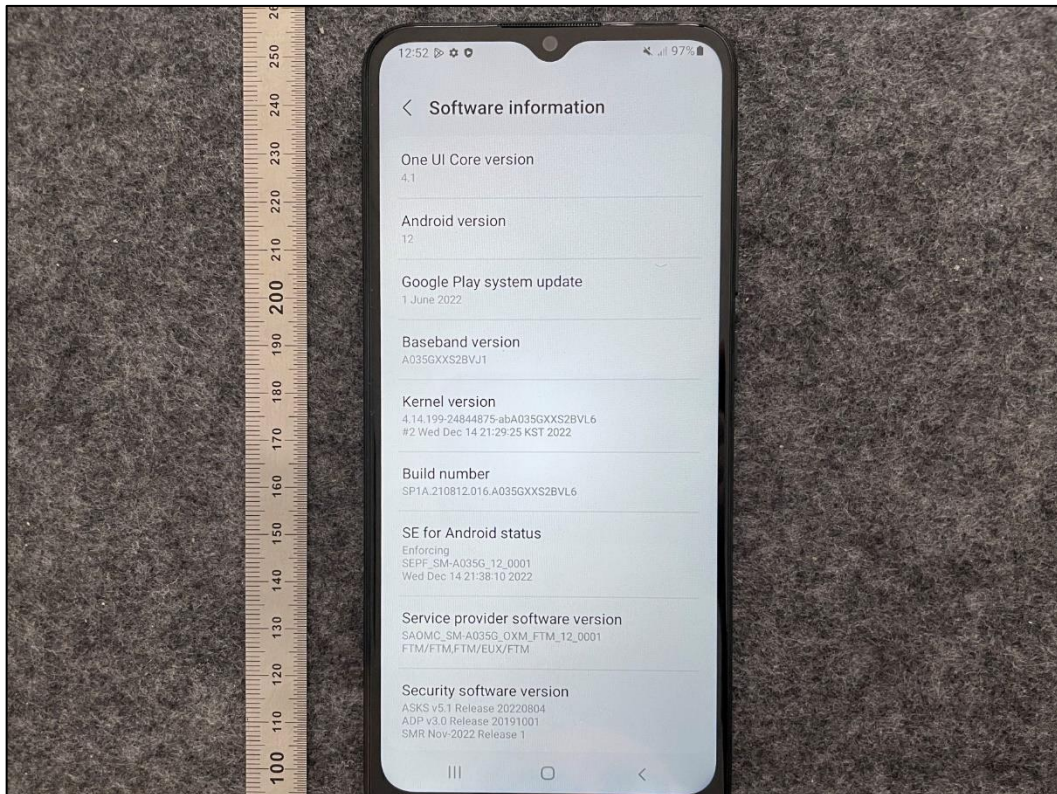 26
250
240
230
220
210
200
190
180
170
160
150
140
130
120
110
100
12:52
97%
Software information
One UI Core version
4.1
Android version
12
Google Play system update
1 June 2022
Baseband version
A035GXXS2BVJ1
Kernel version
4.14.199-24844875-abA035GXXS2BVL6
#2 Wed Dec 14 21:29:25 KST 2022
Build number
SP1A.210812.016.A035GXXS2BVL6
SE for Android status
Enforcing
SEPF_SM-A035G_12_0001
Wed Dec 14 21:38:10 2022
Service provider software version
SAOMC_SM-A035G_OXM_FTM_12_0001
FTM/FTM,FTM/EUX/FTM
Security software version
ASKS v5.1 Release 20220804
ADP v3.0 Release 20191001
SMR Nov-2022 Release 1